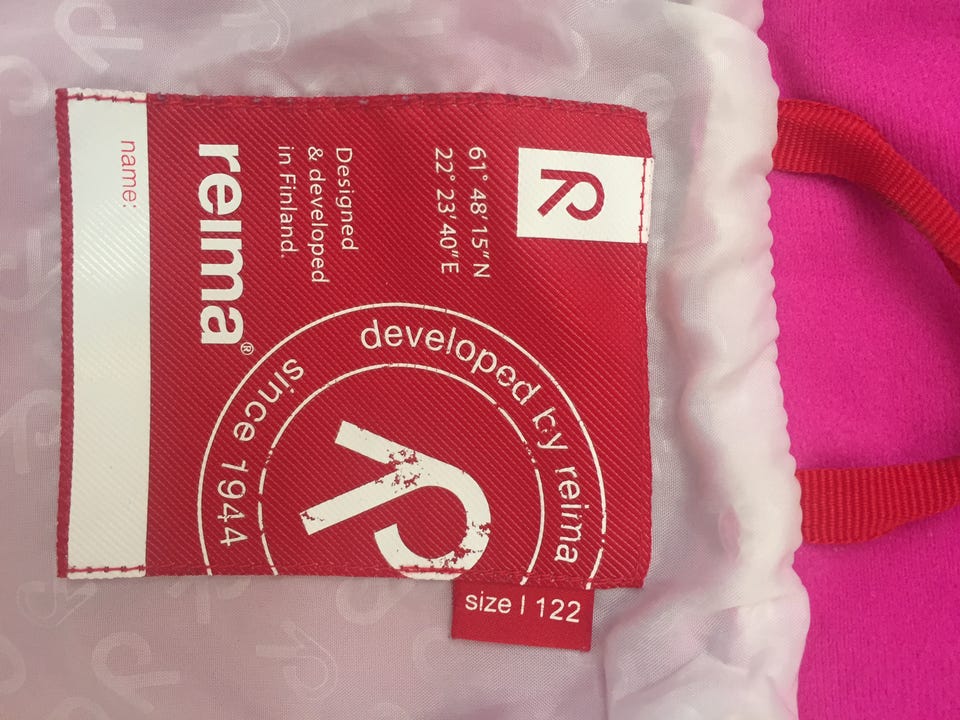 61° 48'15"N
22° 23'40"E
Designed
& developed
in Finland.
reima®
name:
developed by reima
since 1944
size | 122